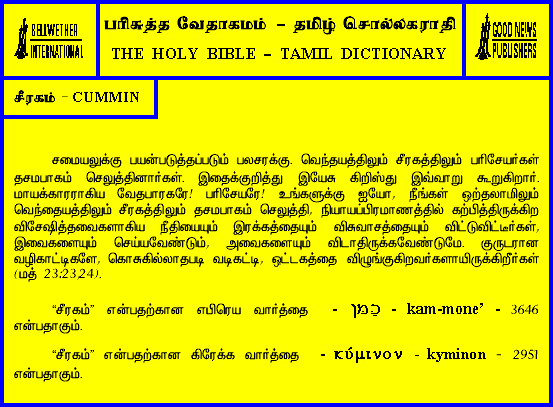 BELLWETHER
INTERNATIONAL
பரிசுத்த வேதாகமம் – தமிழ் சொல்லகராதி
THE HOLY BIBLE – TAMIL DICTIONARY
GOOD NEWS
PUBLISHERS
சீரகம் – CUMMIN
சமையலுக்கு பயன்படுத்தப்படும் பலசரக்கு. வெந்தயத்திலும் சீரகத்திலும் பரிசேயர்கள்
தசமபாகம் செலுத்தினார்கள். இதைக்குறித்து இயேசு கிறிஸ்து இவ்வாறு கூறுகிறார்.
மாயக்காரராகிய வேதபாரகரே! பரிசேயரே! உங்களுக்கு ஐயோ, நீங்கள் ஒற்தலாமிலும்
வெந்தையத்திலும் சீரகத்திலும் தசமபாகம் செலுத்தி, நியாயப்பிரமாணத்தில் கற்பித்திருக்கிற
விசேஷித்தவைகளாகிய நீதியையும் இரக்கத்தையும் விசுவாசத்தையும் விட்டுவிட்டீர்கள்,
இவைகளையும் செய்யவேண்டும், அவைகளையும் விடாதிருக்கவேண்டுமே. குருடரான
வழிகாட்டிகளே, கொசுகில்லாதபடி வடிகட்டி, ஒட்டகத்தை விழுங்குகிறவர்களாயிருக்கிறீர்கள்
(மத் 23:23,24).
“சீரகம்” என்பதற்கான எபிரெய வார்த்தை - כַּמֹּן - kam-mone’ - 3646
என்பதாகும்.
“சீரகம்” என்பதற்கான கிரேக்க வார்த்தை - κύμινον - kyminon - 2951
என்பதாகும்.